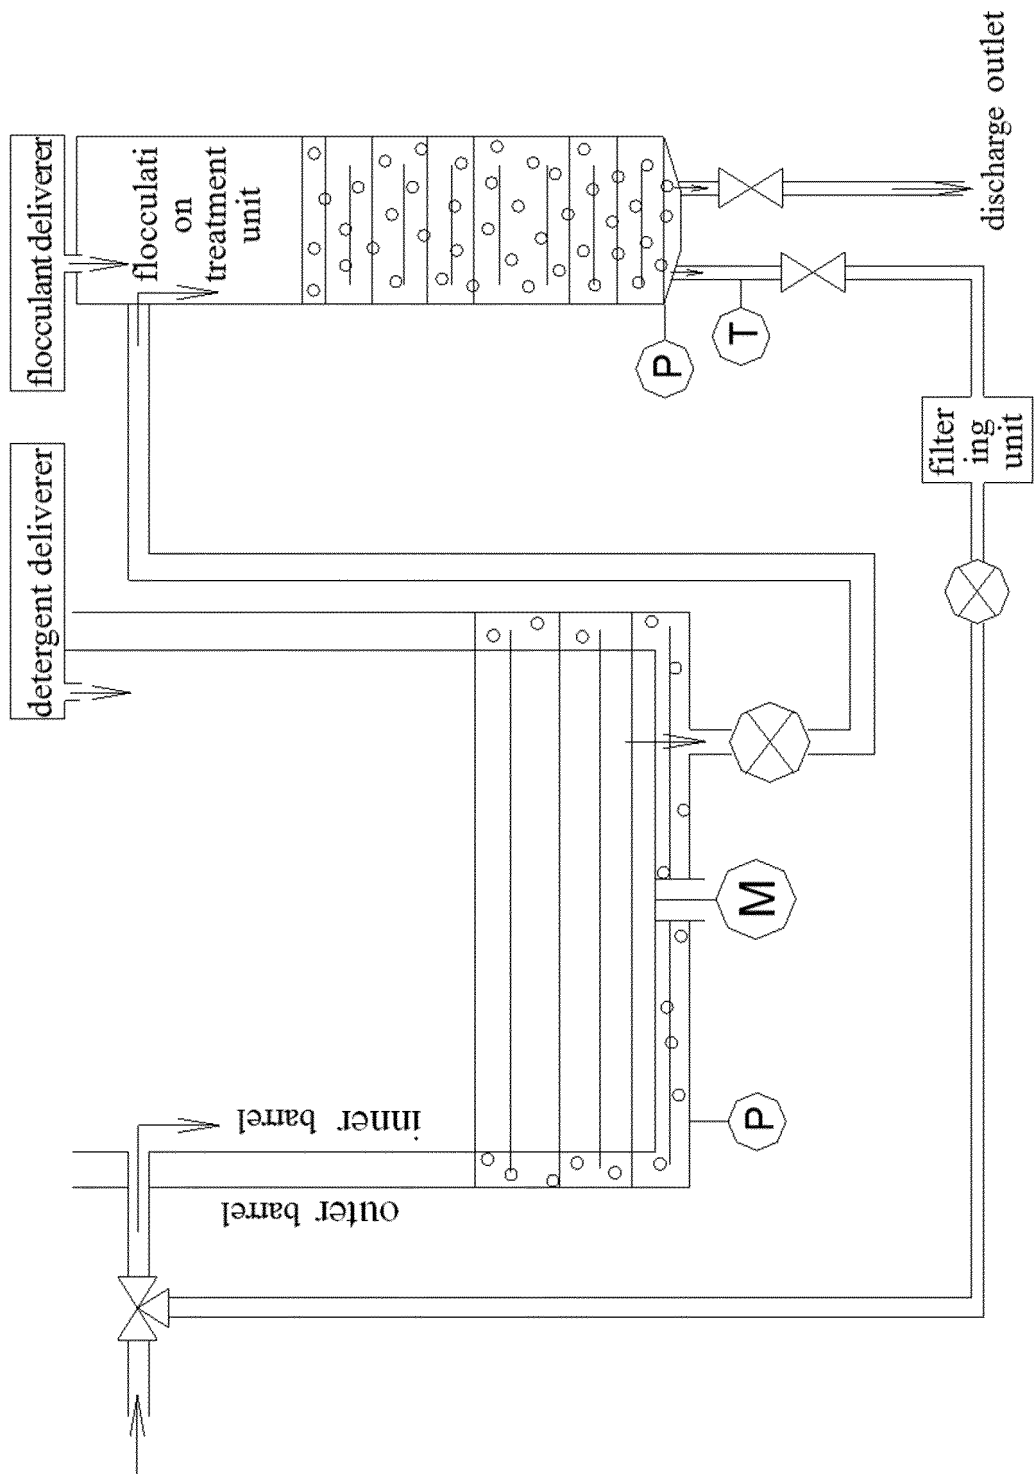 flocculant deliverer
detergent deliverer
flocculati
on
treatment
unit
discharge outlet
P
T
filter
ing
unit
M
P
inner barrel
outer barrel